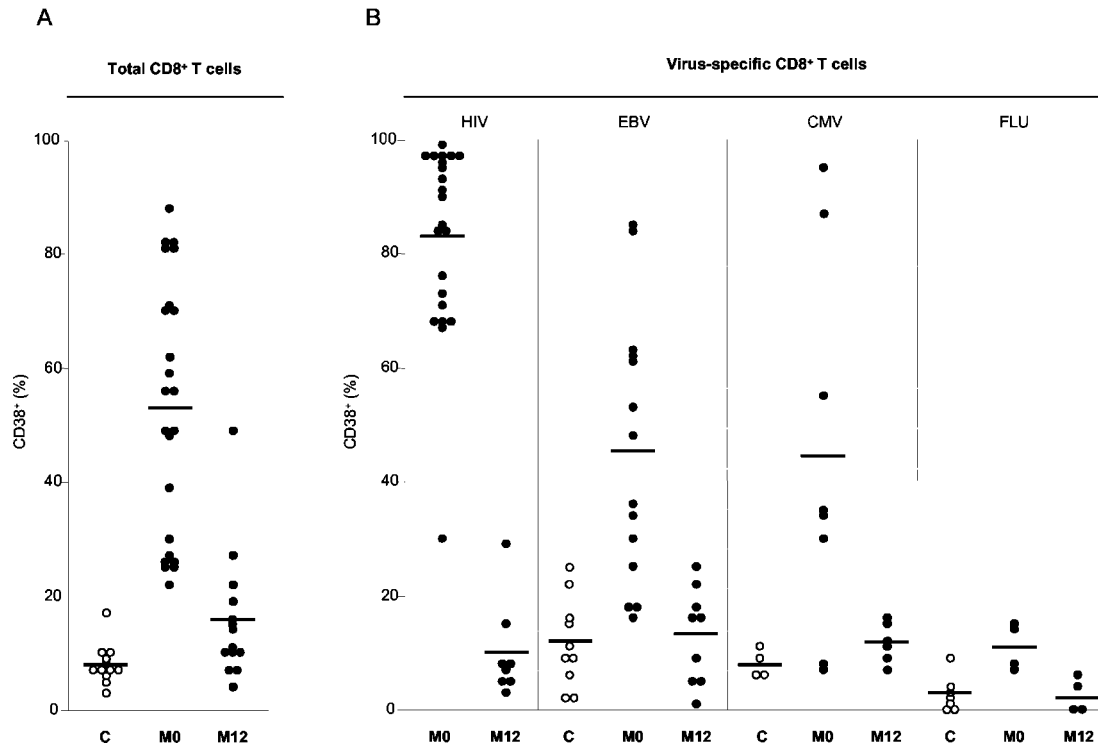 A
B
Total CD8⁺ T cells
Virus-specific CD8⁺ T cells
HIV EBV CMV FLU
CD38⁺ (%)
100
80
60
40
20
0
C M0 M12
CD38⁺ (%)
100
80
60
40
20
0
M0 M12 C M0 M12 C M0 M12 C M0 M12